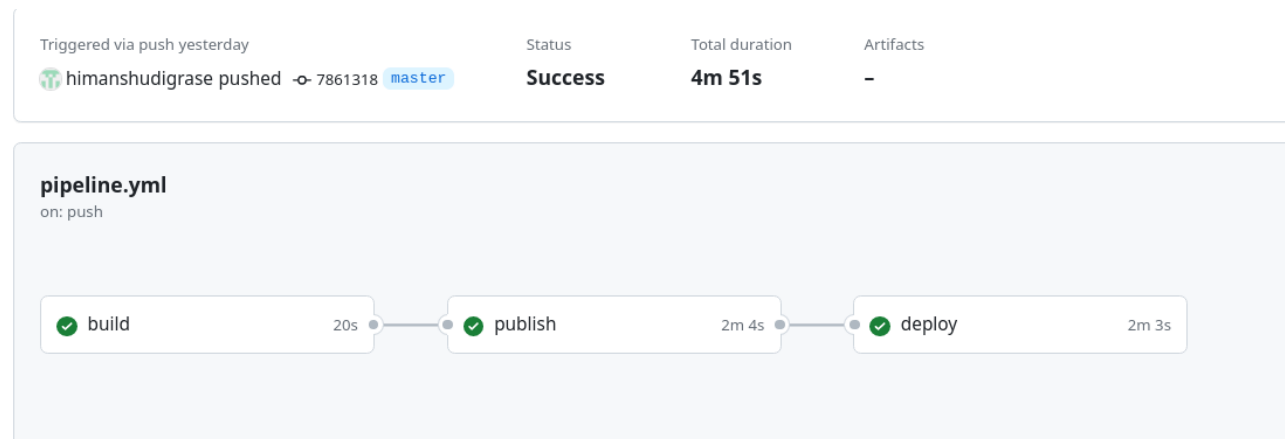 Triggered via push yesterday
himanshudigrase pushed 7861318 master
Status
Success
Total duration
4m 51s
Artifacts
–
pipeline.yml
on: push
build 20s
publish 2m 4s
deploy 2m 3s